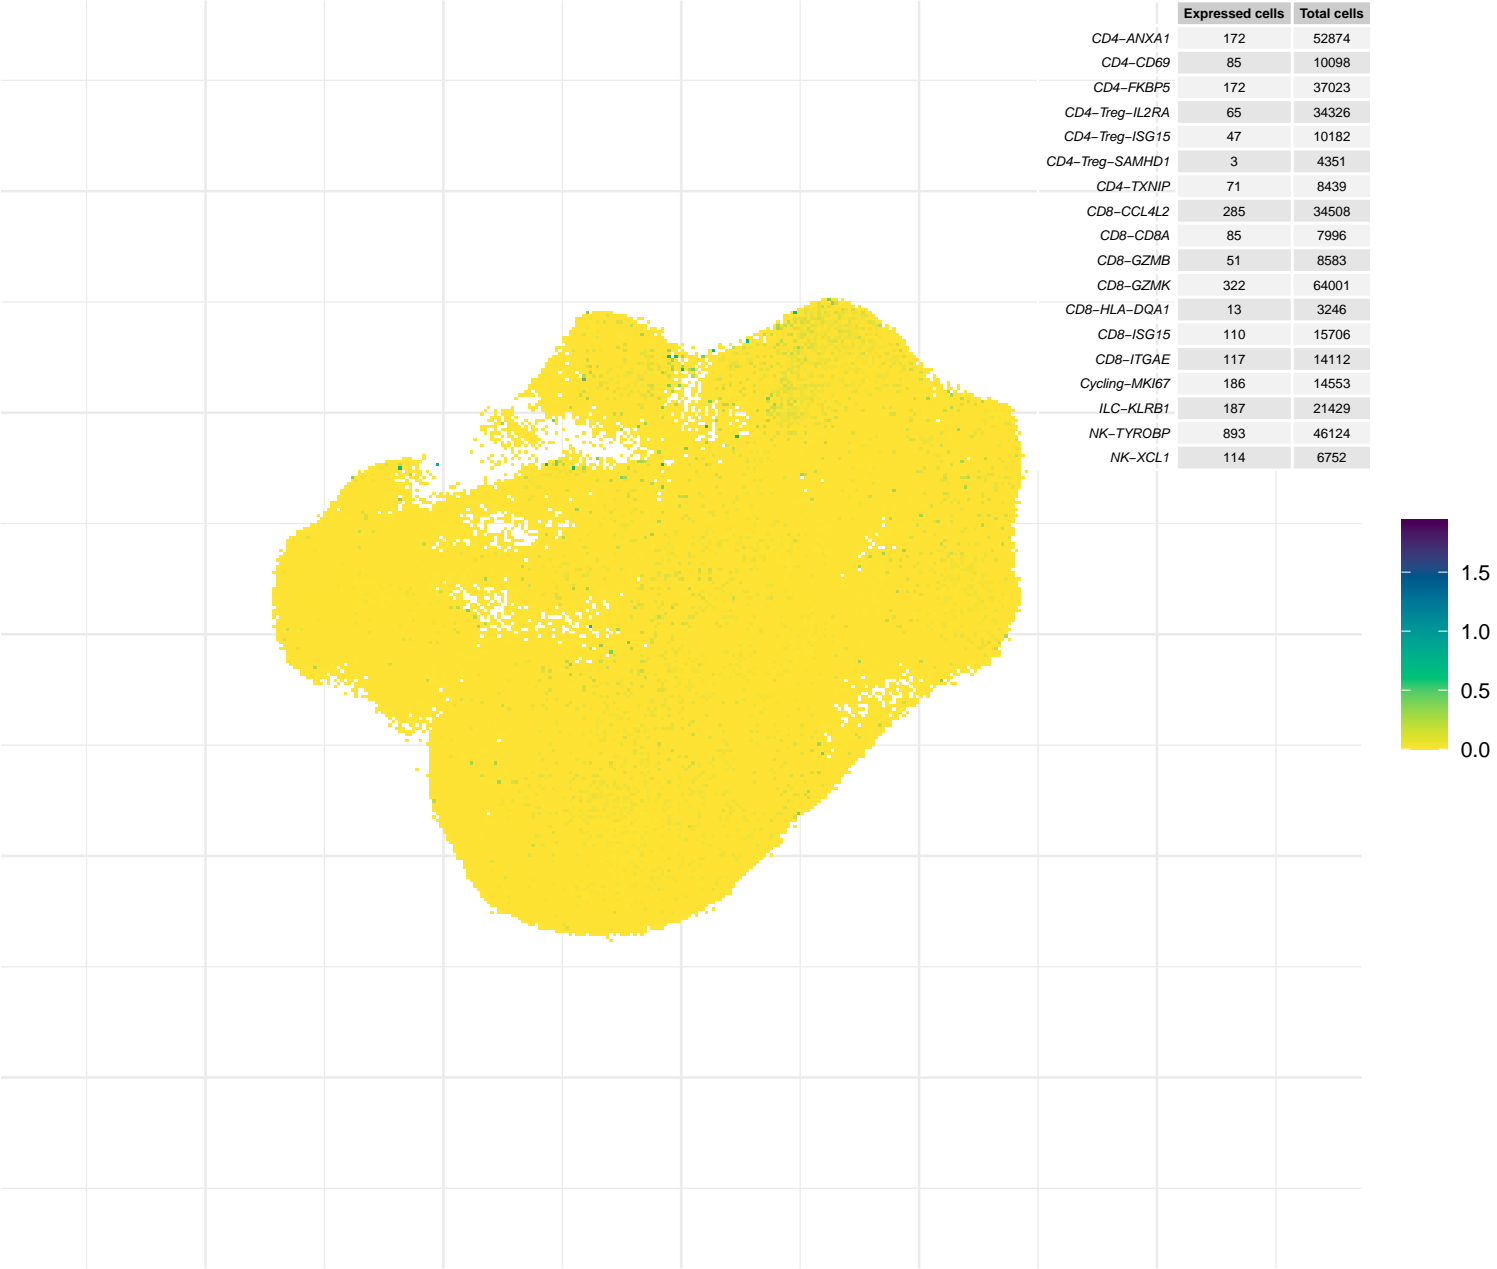 Expressed cells Total cells
CD4−ANXA1 172 52874
CD4−CD69 85 10098
CD4−FKBP5 172 37023
CD4−Treg−IL2RA 65 34326
CD4−Treg−ISG15 47 10182
CD4−Treg−SAMHD1 3 4351
CD4−TXNIP 71 8439
CD8−CCL4L2 285 34508
CD8−CD8A 85 7996
CD8−GZMB 51 8583
CD8−GZMK 322 64001
CD8−HLA−DQA1 13 3246
CD8−ISG15 110 15706
CD8−ITGAE 117 14112
Cycling−MKI67 186 14553
ILC−KLRB1 187 21429
NK−TYROBP 893 46124
NK−XCL1 114 6752
1.5
1.0
0.5
0.0